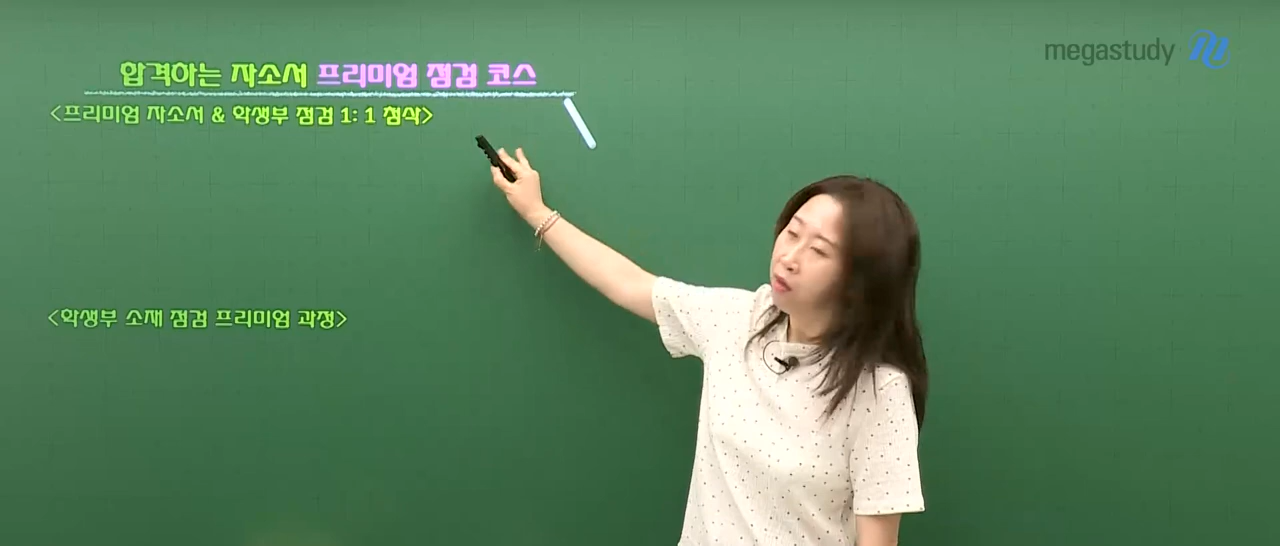 megastudy
합격하는 자소서 프리미엄 점검 코스
<프리미엄 자소서 & 학생부 점검 1: 1 첨삭>
<학생부 소재 점검 프리미엄 과정>